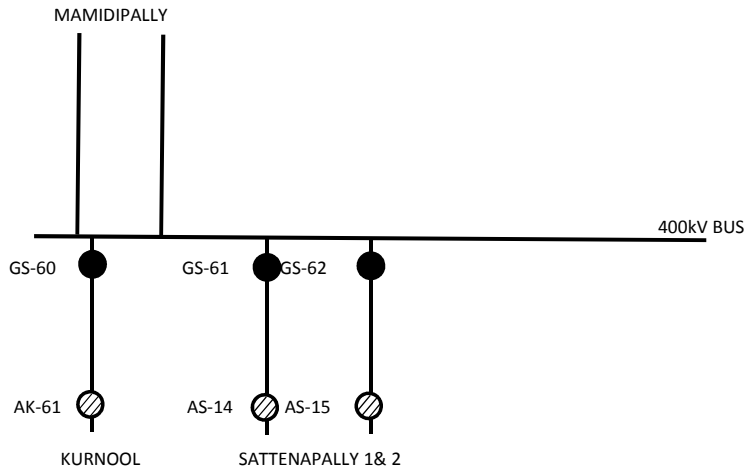 MAMIDIPALLY
400kV BUS
GS-60
GS-61
GS-62
AK-61
AS-14
AS-15
KURNOOL
SATTENAPALLY 1& 2